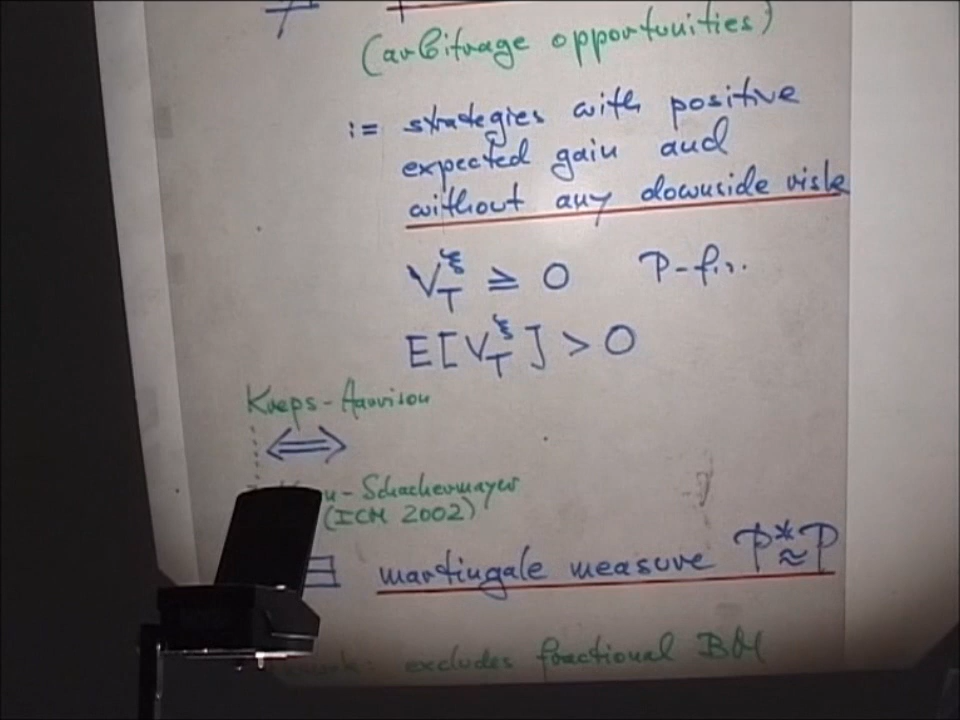 ∄
(arbitrage opportunities)
:= strategies with positive
expected gain and
without any downside risk
V_T^ξ ≥ 0 P-f.s.
E[V_T^ξ] > 0
Kreps-Harrison
⟺
-Schachermayer
(ICM 2002)
∃ martingale measure P* ≈ P
excludes fractional BM